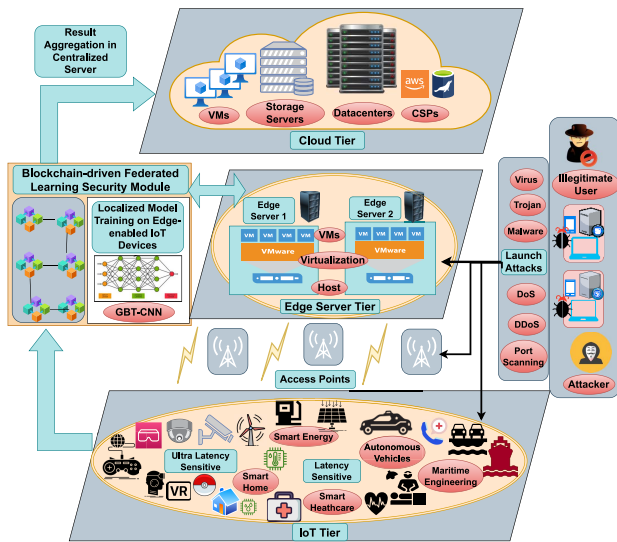 Result
Aggregation in
Centralized
Server
VMs
Storage
Servers
Datacenters
aws
CSPs
Cloud Tier
Blockchain-driven Federated
Learning Security Module
Localized Model
Training on Edge-
enabled IoT
Devices
GBT-CNN
Edge
Server 1
Edge
Server 2
VM VM VM VM
VMware
VM VM VM VM
VMware
VMs
Virtualization
Host
Edge Server Tier
Access Points
Virus
Trojan
Malware
Launch
Attacks
DoS
DDoS
Port
Scanning
Illegitimate
User
Attacker
Smart Energy
Ultra Latency
Sensitive
Latency
Sensitive
Autonomous
Vehicles
Maritime
Engineering
Smart
Home
VR
Smart
Heathcare
IoT Tier